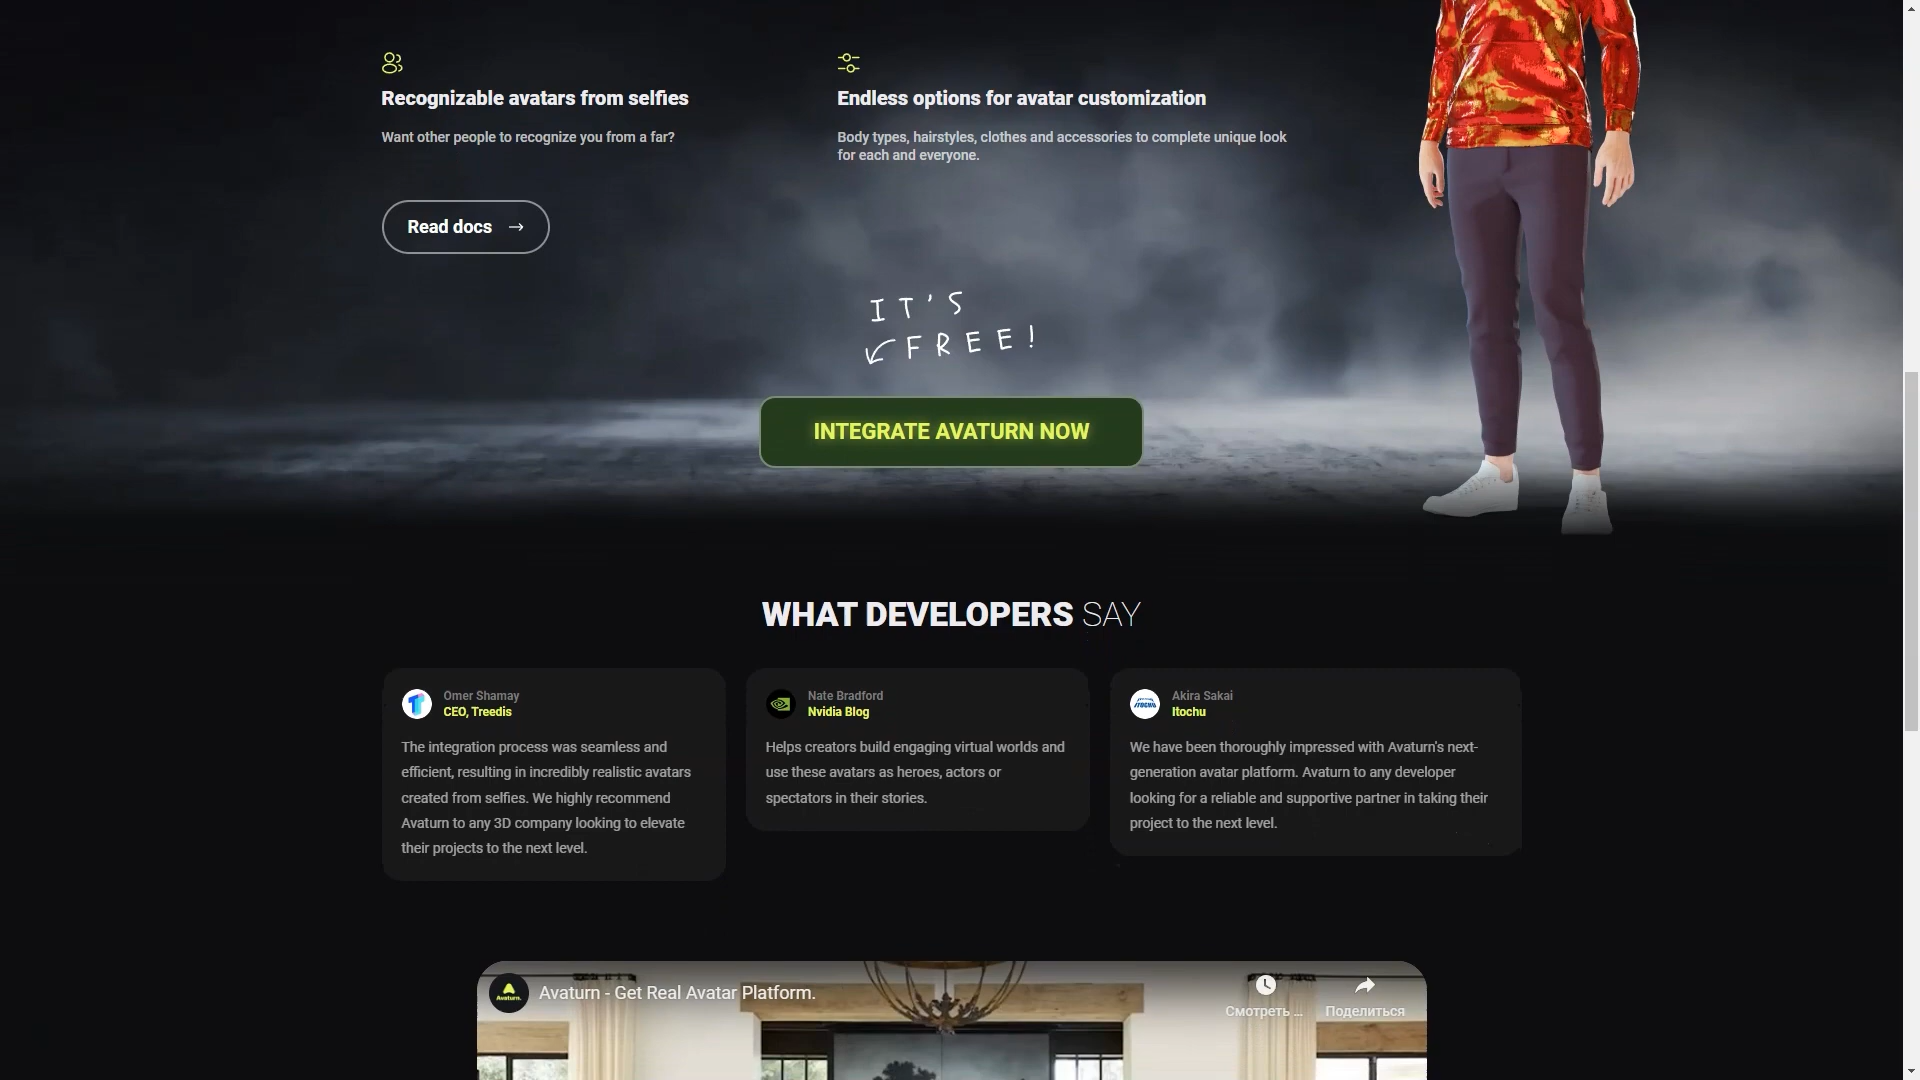 Recognizable avatars from selfies
Want other people to recognize you from a far?
Endless options for avatar customization
Body types, hairstyles, clothes and accessories to complete unique look
for each and everyone.
Read docs →
IT'S
FREE!
INTEGRATE AVATURN NOW
WHAT DEVELOPERS SAY
Omer Shamay
CEO, Treedis
The integration process was seamless and
efficient, resulting in incredibly realistic avatars
created from selfies. We highly recommend
Avaturn to any 3D company looking to elevate
their projects to the next level.
Nate Bradford
Nvidia Blog
Helps creators build engaging virtual worlds and
use these avatars as heroes, actors or
spectators in their stories.
ITOCHU
Akira Sakai
Itochu
We have been thoroughly impressed with Avaturn's next-
generation avatar platform. Avaturn to any developer
looking for a reliable and supportive partner in taking their
project to the next level.
Avaturn.
Avaturn - Get Real Avatar Platform.
Смотреть ...
Поделиться